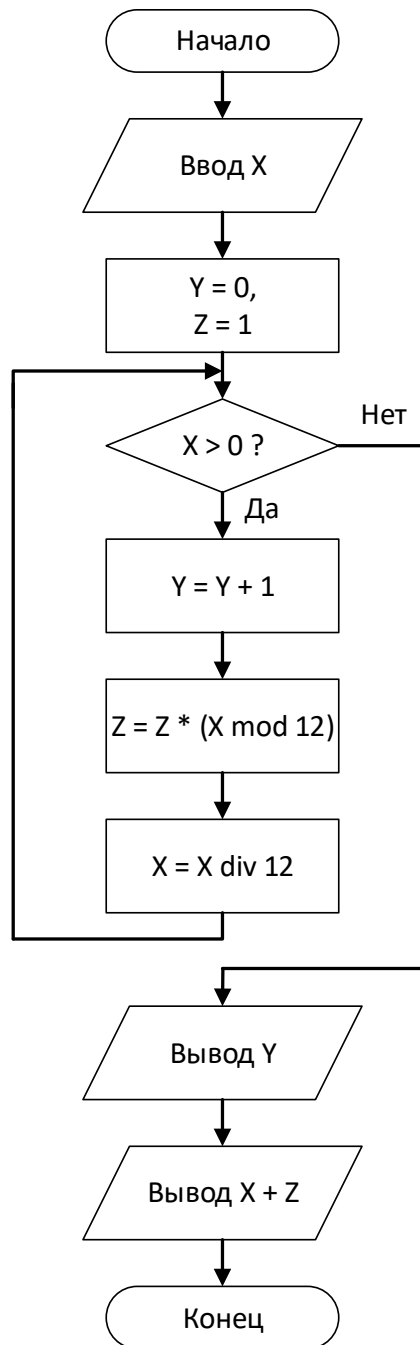 Начало
Ввод X
Y = 0,
Z = 1
X > 0 ?
Нет
Да
Y = Y + 1
Z = Z * (X mod 12)
X = X div 12
Вывод Y
Вывод X + Z
Конец